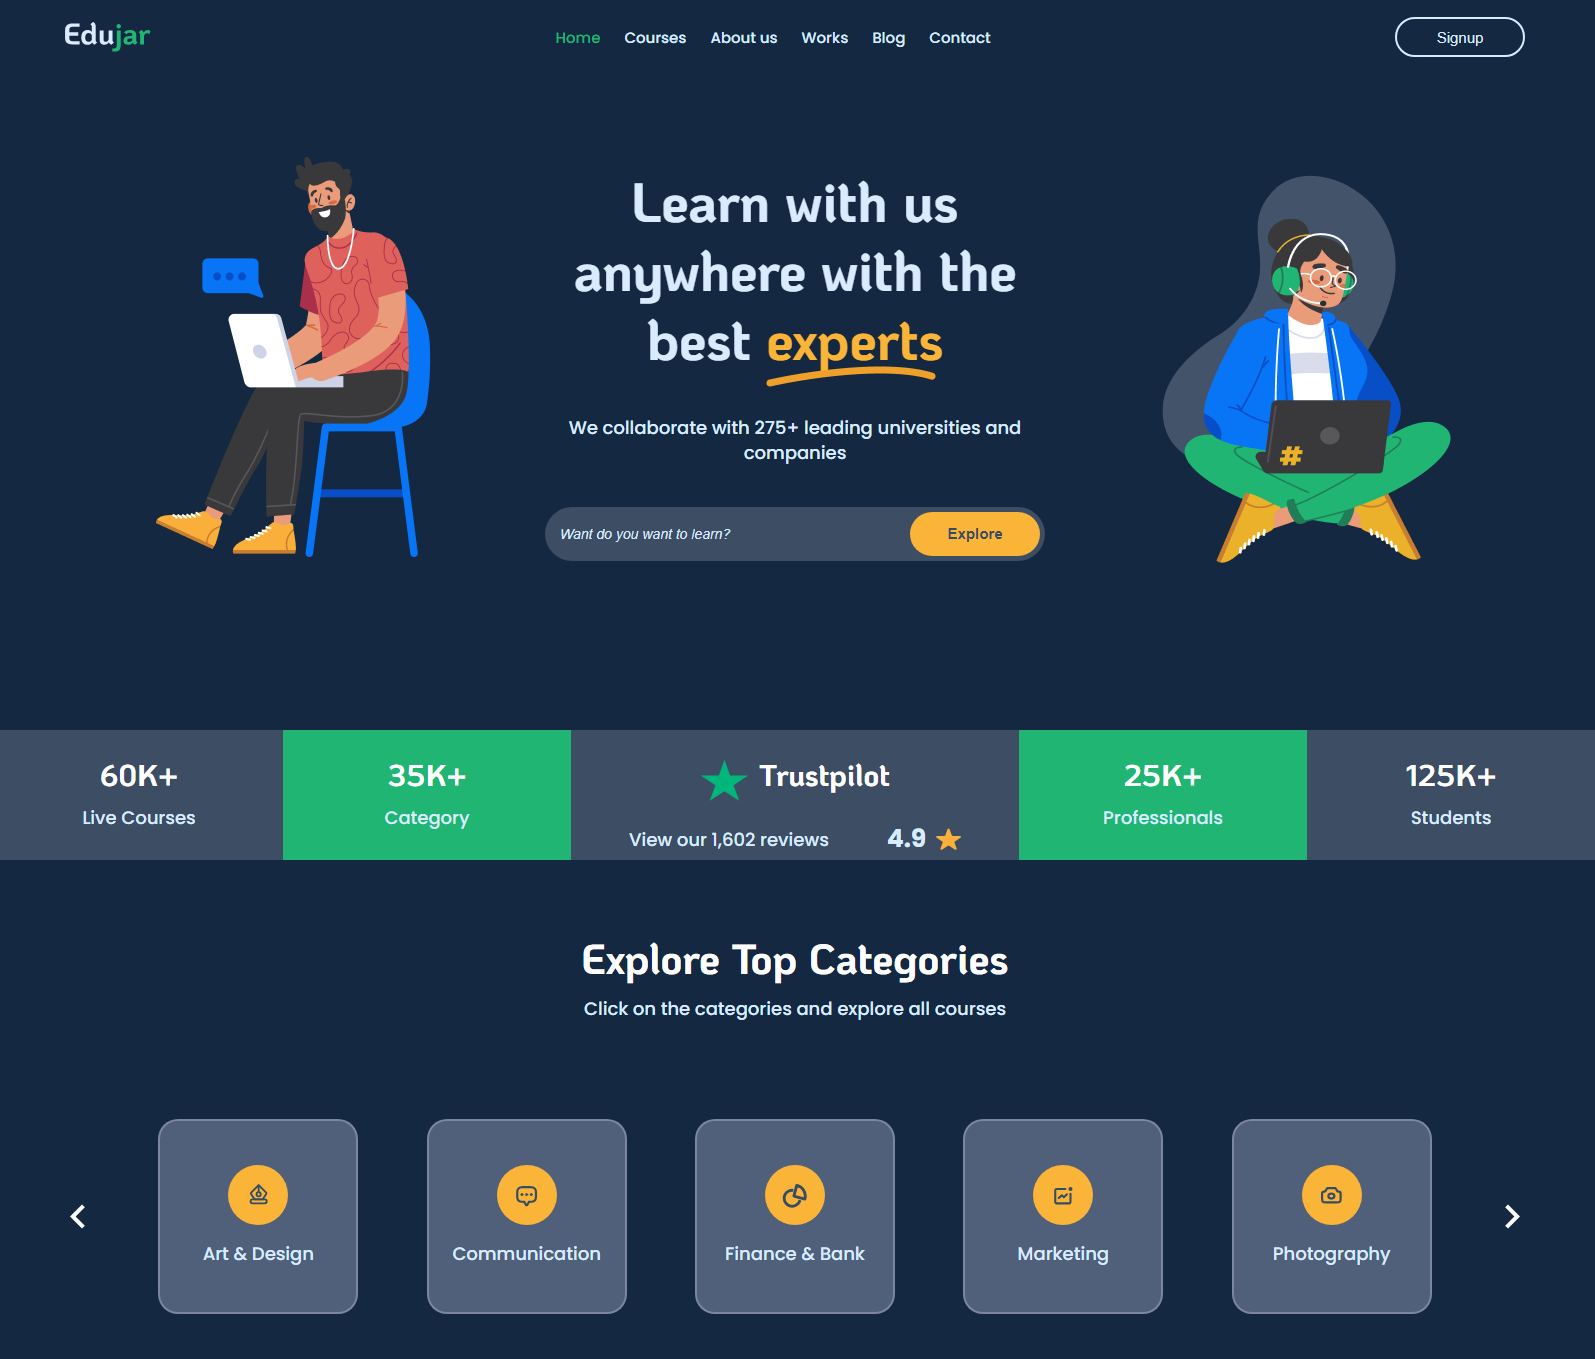 Edujar
Home Courses About us Works Blog Contact
Signup
Learn with us
anywhere with the
best experts
We collaborate with 275+ leading universities and
companies
Want do you want to learn?
Explore
#
60K+
Live Courses
35K+
Category
Trustpilot
View our 1,602 reviews 4.9
25K+
Professionals
125K+
Students
Explore Top Categories
Click on the categories and explore all courses
Art & Design
Communication
Finance & Bank
Marketing
Photography